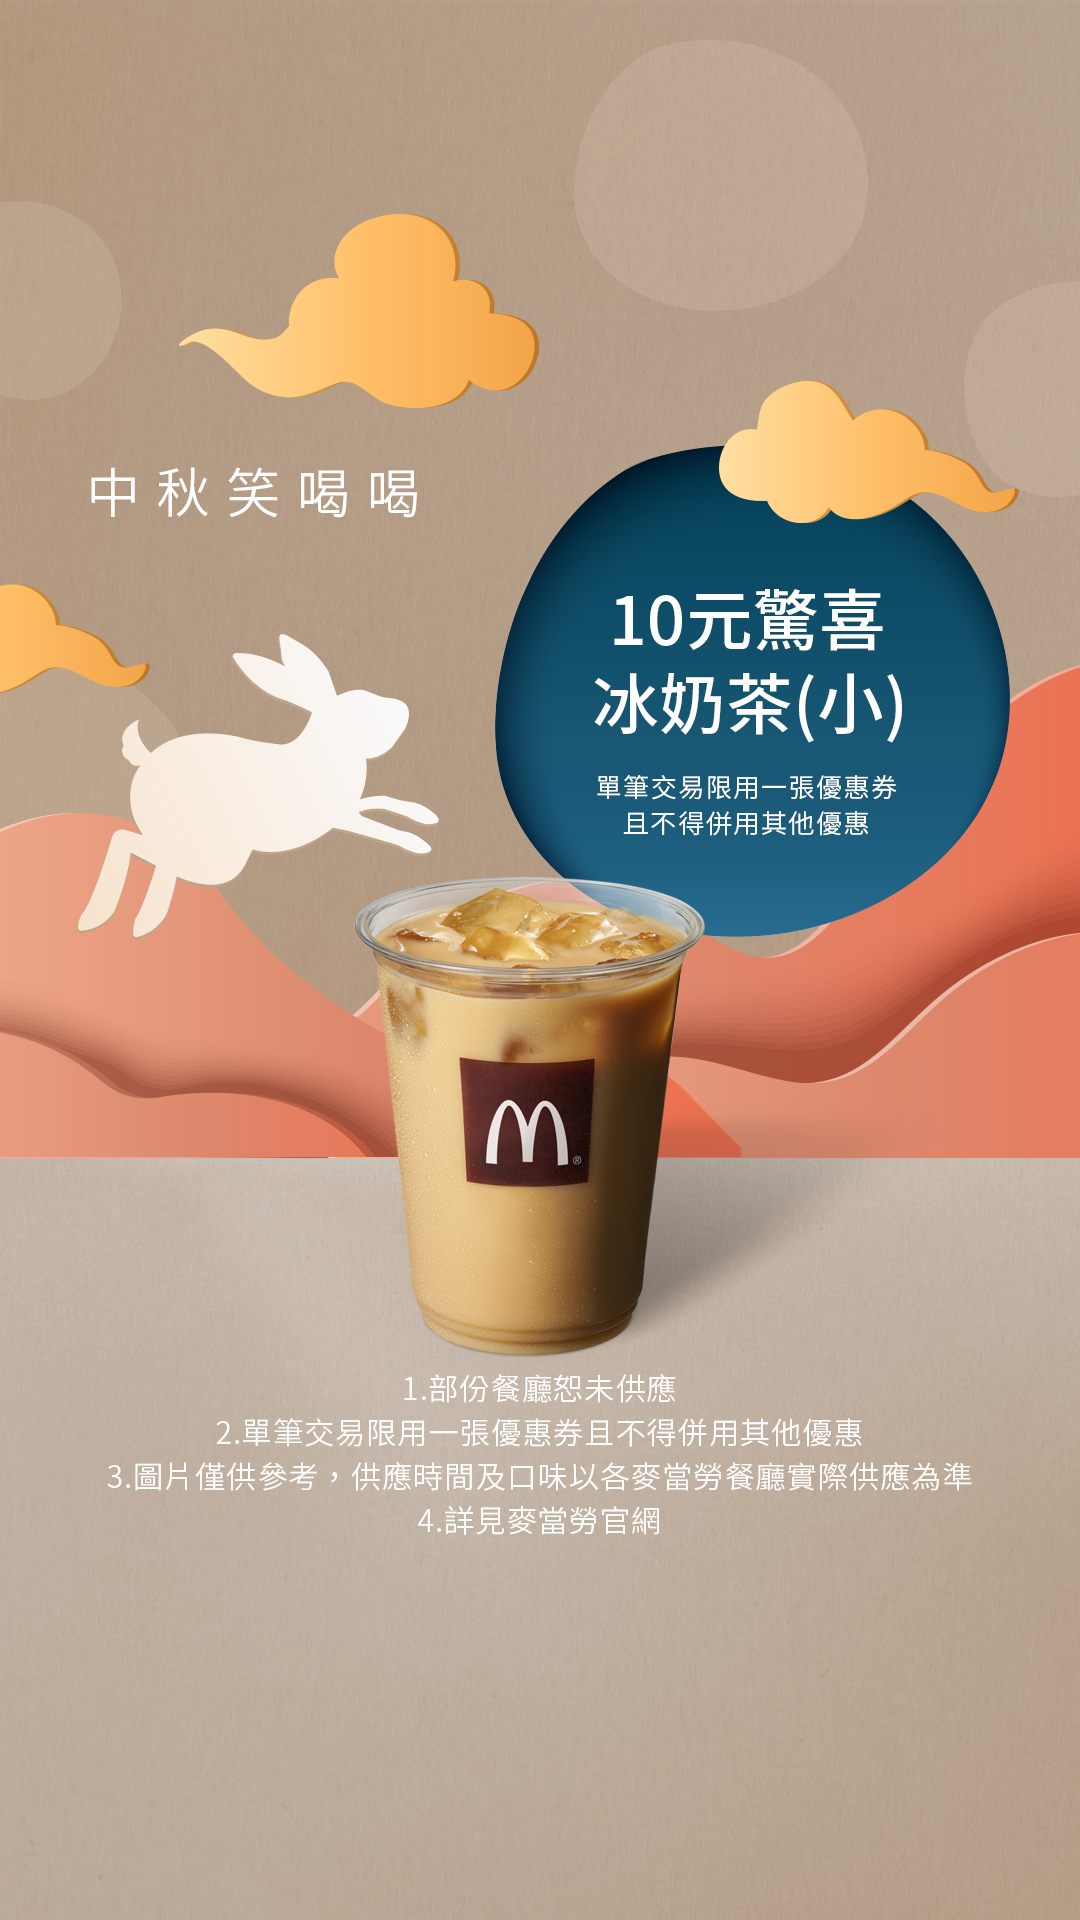 中秋笑喝喝
10元驚喜
冰奶茶(小)
單筆交易限用一張優惠券
且不得併用其他優惠
®
1.部份餐廳恕未供應
2.單筆交易限用一張優惠券且不得併用其他優惠
3.圖片僅供參考，供應時間及口味以各麥當勞餐廳實際供應為準
4.詳見麥當勞官網